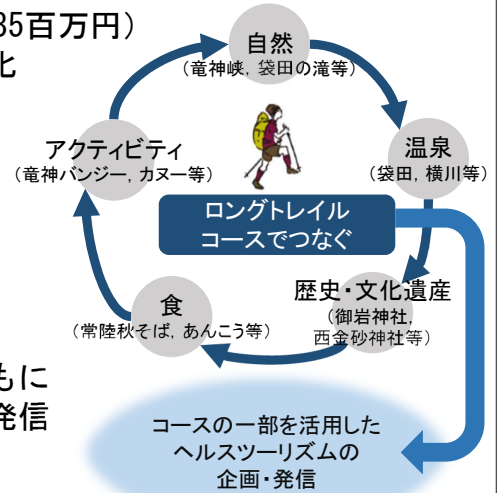 35百万円）
化
自然
（竜神峡，袋田の滝等）
アクティビティ
（竜神バンジー，カヌー等）
温泉
（袋田，横川等）
ロングトレイル
コースでつなぐ
歴史・文化遺産
（御岩神社，
西金砂神社等）
食
（常陸秋そば，あんこう等）
もに
発信
コースの一部を活用した
ヘルスツーリズムの
企画・発信